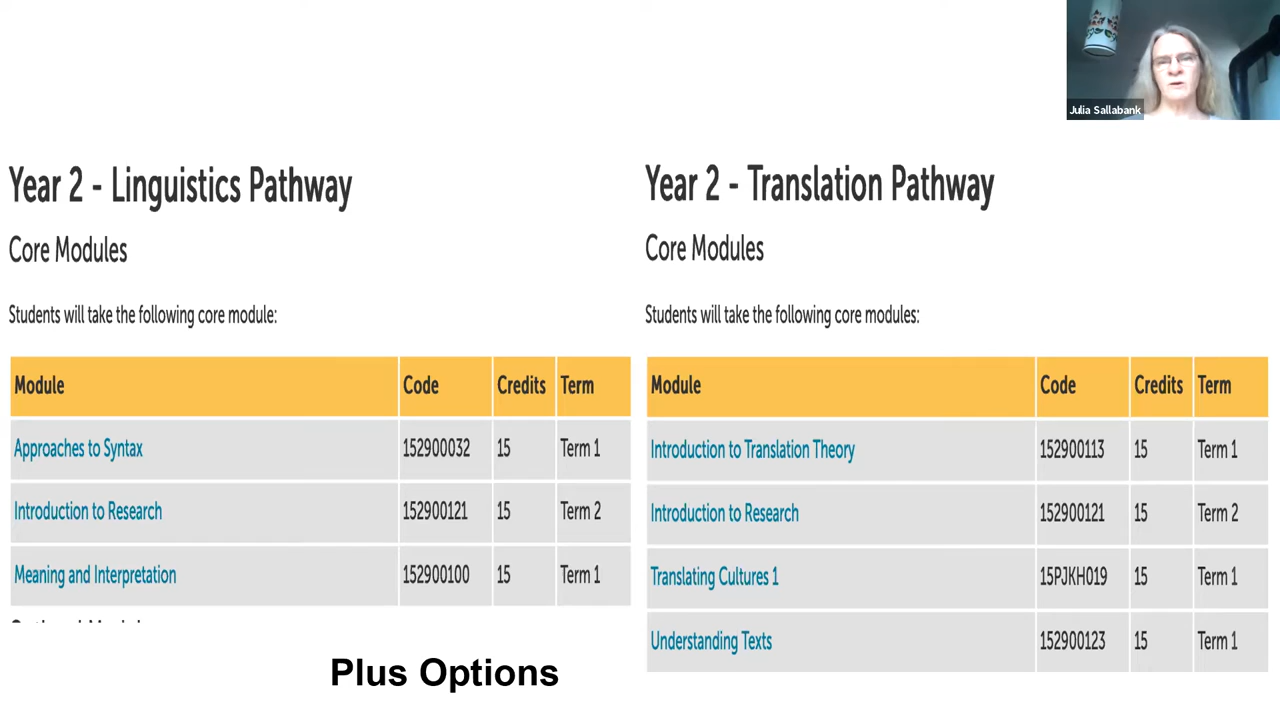 Julia Sallabank
Year 2 - Linguistics Pathway
Core Modules
Students will take the following core module:
Module Code Credits Term
Approaches to Syntax 152900032 15 Term 1
Introduction to Research 152900121 15 Term 2
Meaning and Interpretation 152900100 15 Term 1
Plus Options
Year 2 - Translation Pathway
Core Modules
Students will take the following core modules:
Module Code Credits Term
Introduction to Translation Theory 152900113 15 Term 1
Introduction to Research 152900121 15 Term 2
Translating Cultures 1 15PJKH019 15 Term 1
Understanding Texts 152900123 15 Term 1